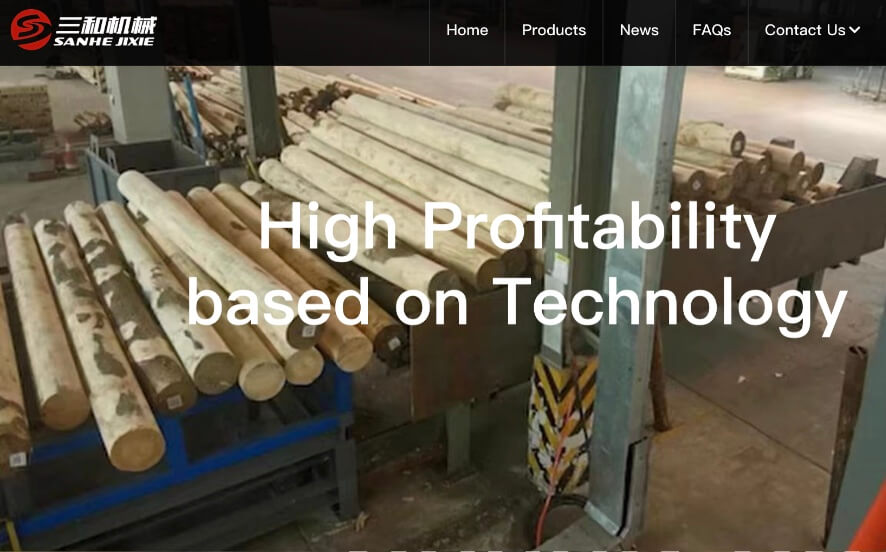 三和机械
SANHE JIXIE
Home
Products
News
FAQs
Contact Us
High Profitability
based on Technology